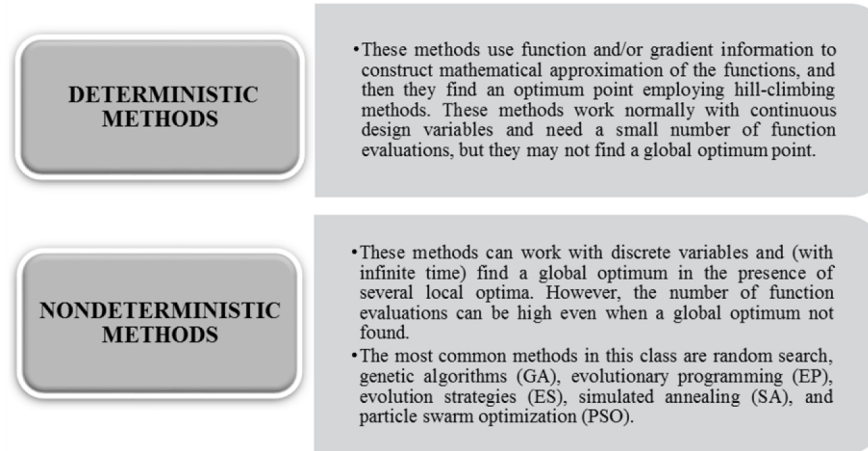 DETERMINISTIC
METHODS
•These methods use function and/or gradient information to
construct mathematical approximation of the functions, and
then they find an optimum point employing hill-climbing
methods. These methods work normally with continuous
design variables and need a small number of function
evaluations, but they may not find a global optimum point.
NONDETERMINISTIC
METHODS
•These methods can work with discrete variables and (with
infinite time) find a global optimum in the presence of
several local optima. However, the number of function
evaluations can be high even when a global optimum not
found.
•The most common methods in this class are random search,
genetic algorithms (GA), evolutionary programming (EP),
evolution strategies (ES), simulated annealing (SA), and
particle swarm optimization (PSO).